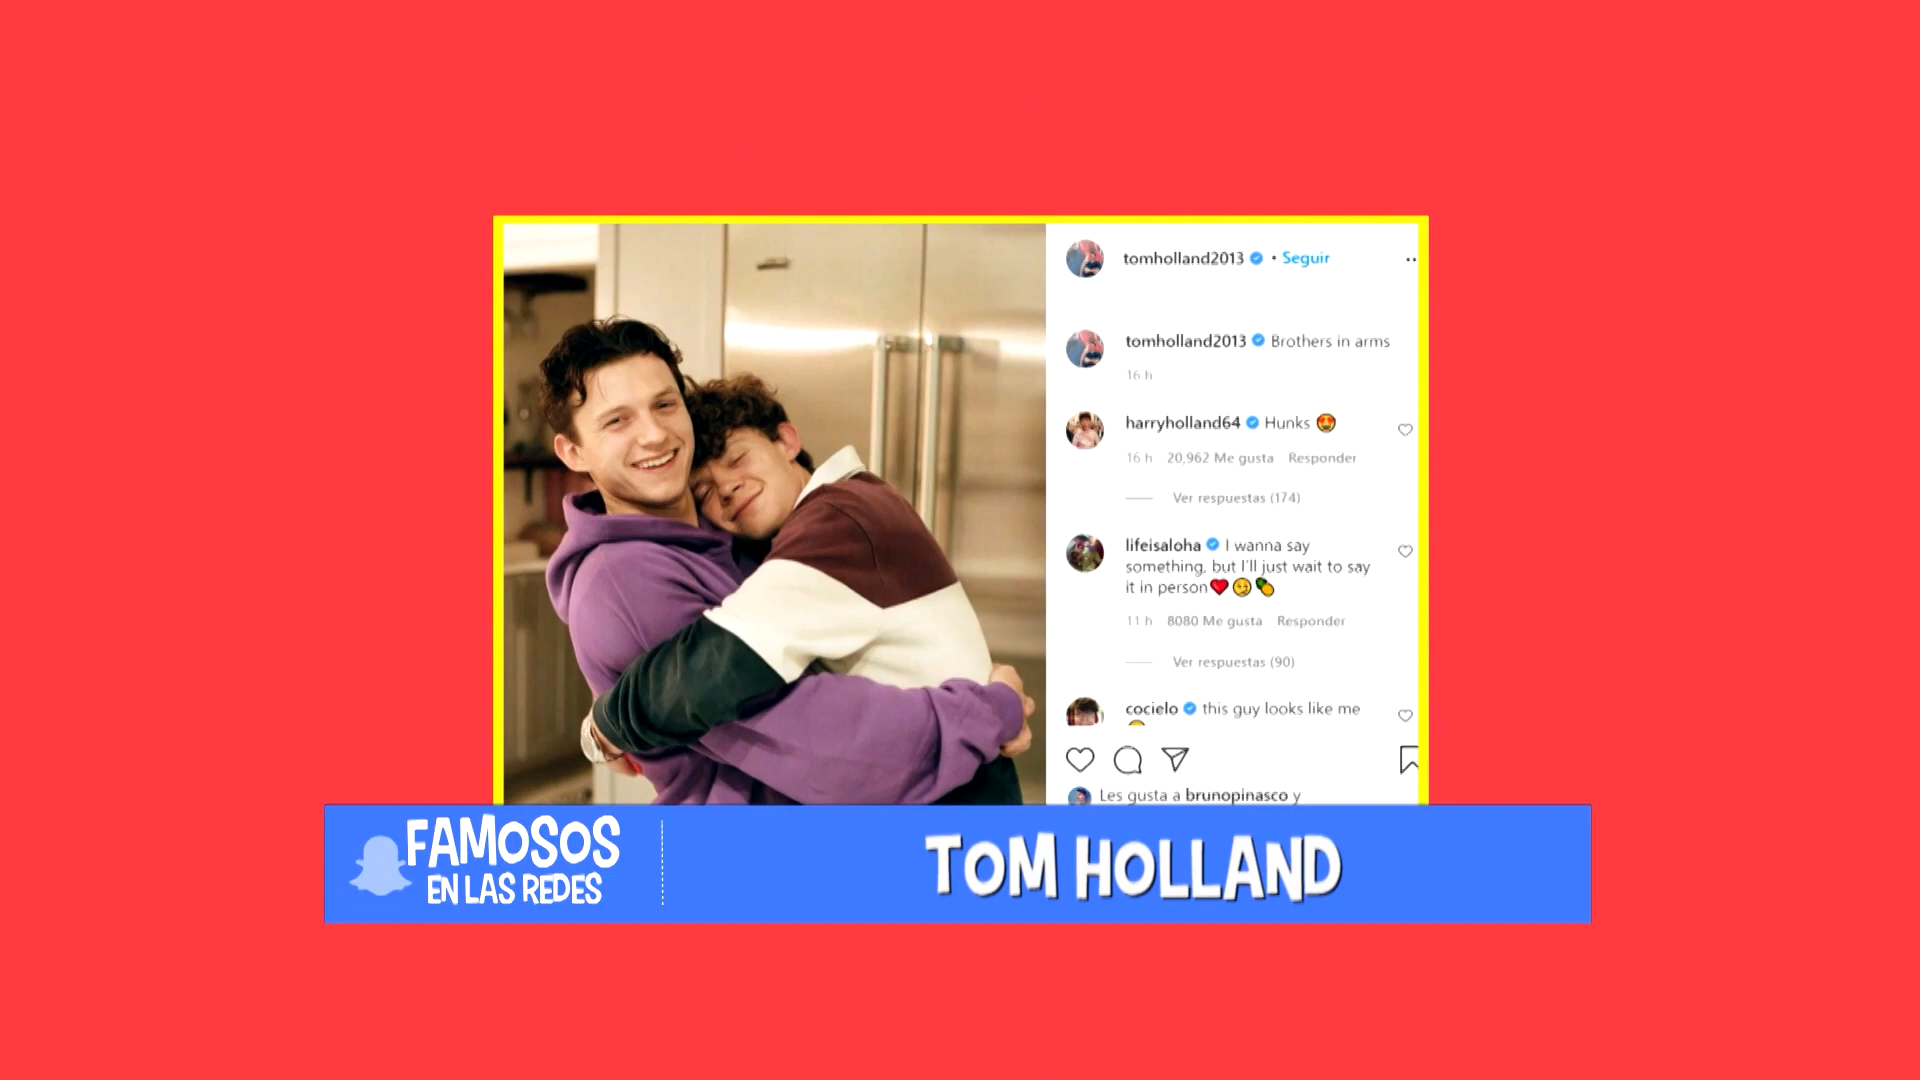 tomholland2013 • Seguir
tomholland2013 Brothers in arms
16 h
harryholland64 Hunks 😍
16 h 20,962 Me gusta Responder
Ver respuestas (174)
lifeisaloha I wanna say
something, but I'll just wait to say
it in person❤️😏🍍
11 h 8080 Me gusta Responder
Ver respuestas (90)
cocielo this guy looks like me
Les gusta a brunopinasco y
FAMOSOS
EN LAS REDES
TOM HOLLAND